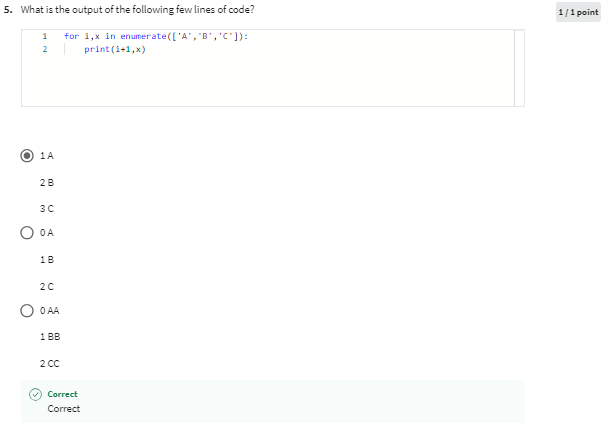 5. What is the output of the following few lines of code?
1 / 1 point
1 for i,x in enumerate(['A','B','C']):
2 print(i+1,x)
1 A
2 B
3 C
0 A
1 B
2 C
0 AA
1 BB
2 CC
Correct
Correct